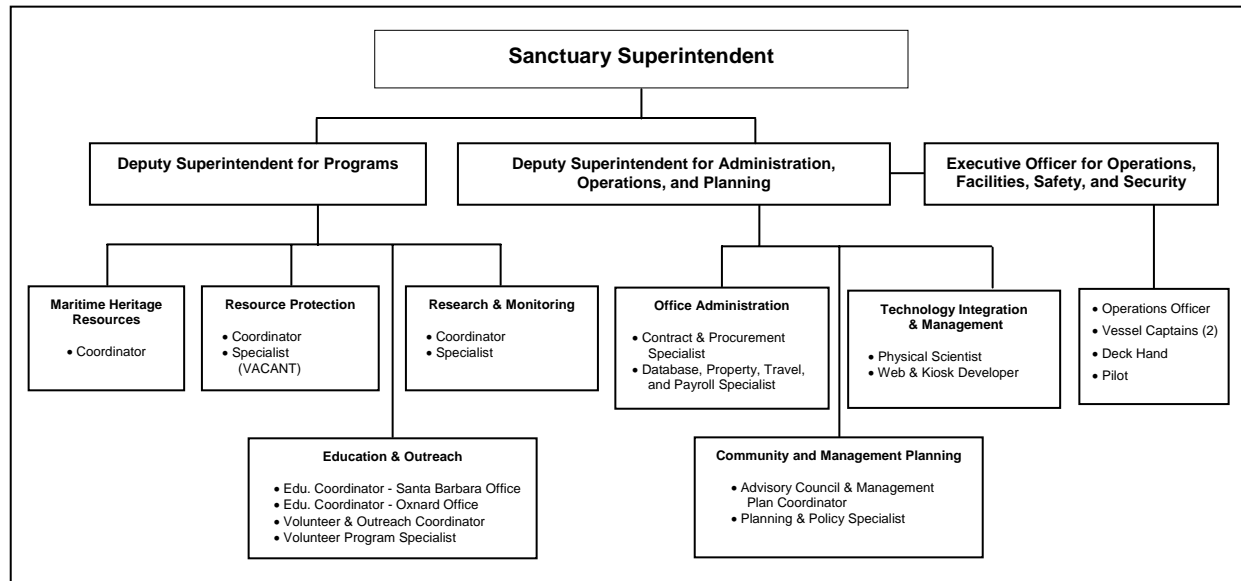 Sanctuary Superintendent
Deputy Superintendent for Programs
Deputy Superintendent for Administration,
Operations, and Planning
Executive Officer for Operations,
Facilities, Safety, and Security
Maritime Heritage
Resources
• Coordinator
Resource Protection
• Coordinator
• Specialist
(VACANT)
Research & Monitoring
• Coordinator
• Specialist
Office Administration
• Contract & Procurement
Specialist
• Database, Property, Travel,
and Payroll Specialist
Technology Integration
& Management
• Physical Scientist
• Web & Kiosk Developer
• Operations Officer
• Vessel Captains (2)
• Deck Hand
• Pilot
Education & Outreach
• Edu. Coordinator - Santa Barbara Office
• Edu. Coordinator - Oxnard Office
• Volunteer & Outreach Coordinator
• Volunteer Program Specialist
Community and Management Planning
• Advisory Council & Management
Plan Coordinator
• Planning & Policy Specialist